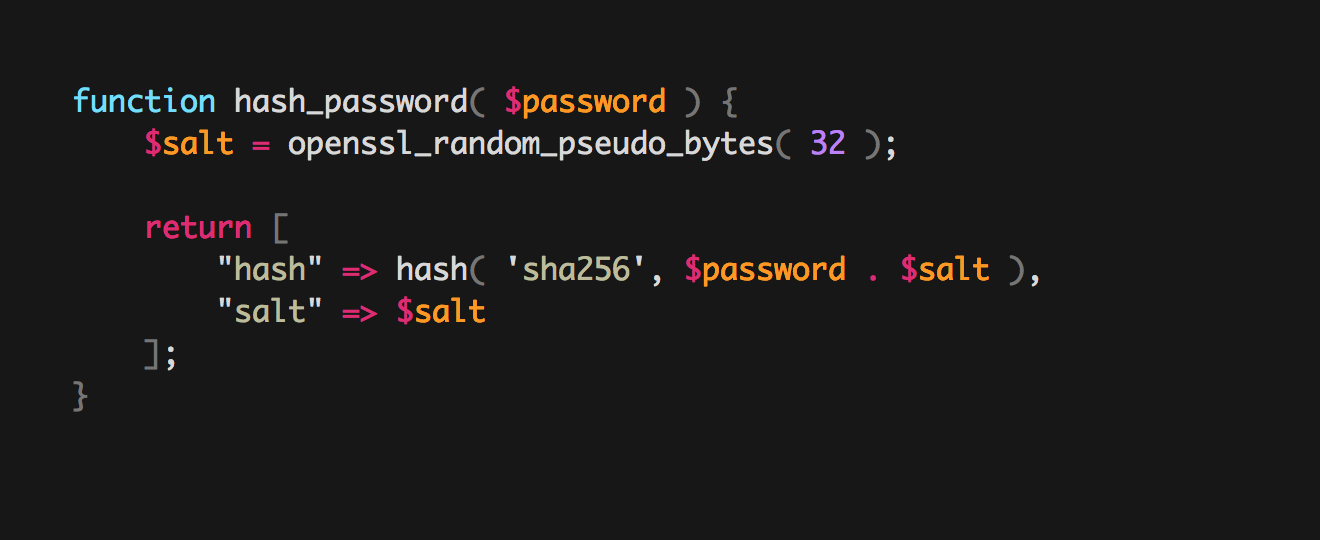 function hash_password( $password ) {
    $salt = openssl_random_pseudo_bytes( 32 );
    return [
        "hash" => hash( 'sha256', $password . $salt ),
        "salt" => $salt
    ];
}